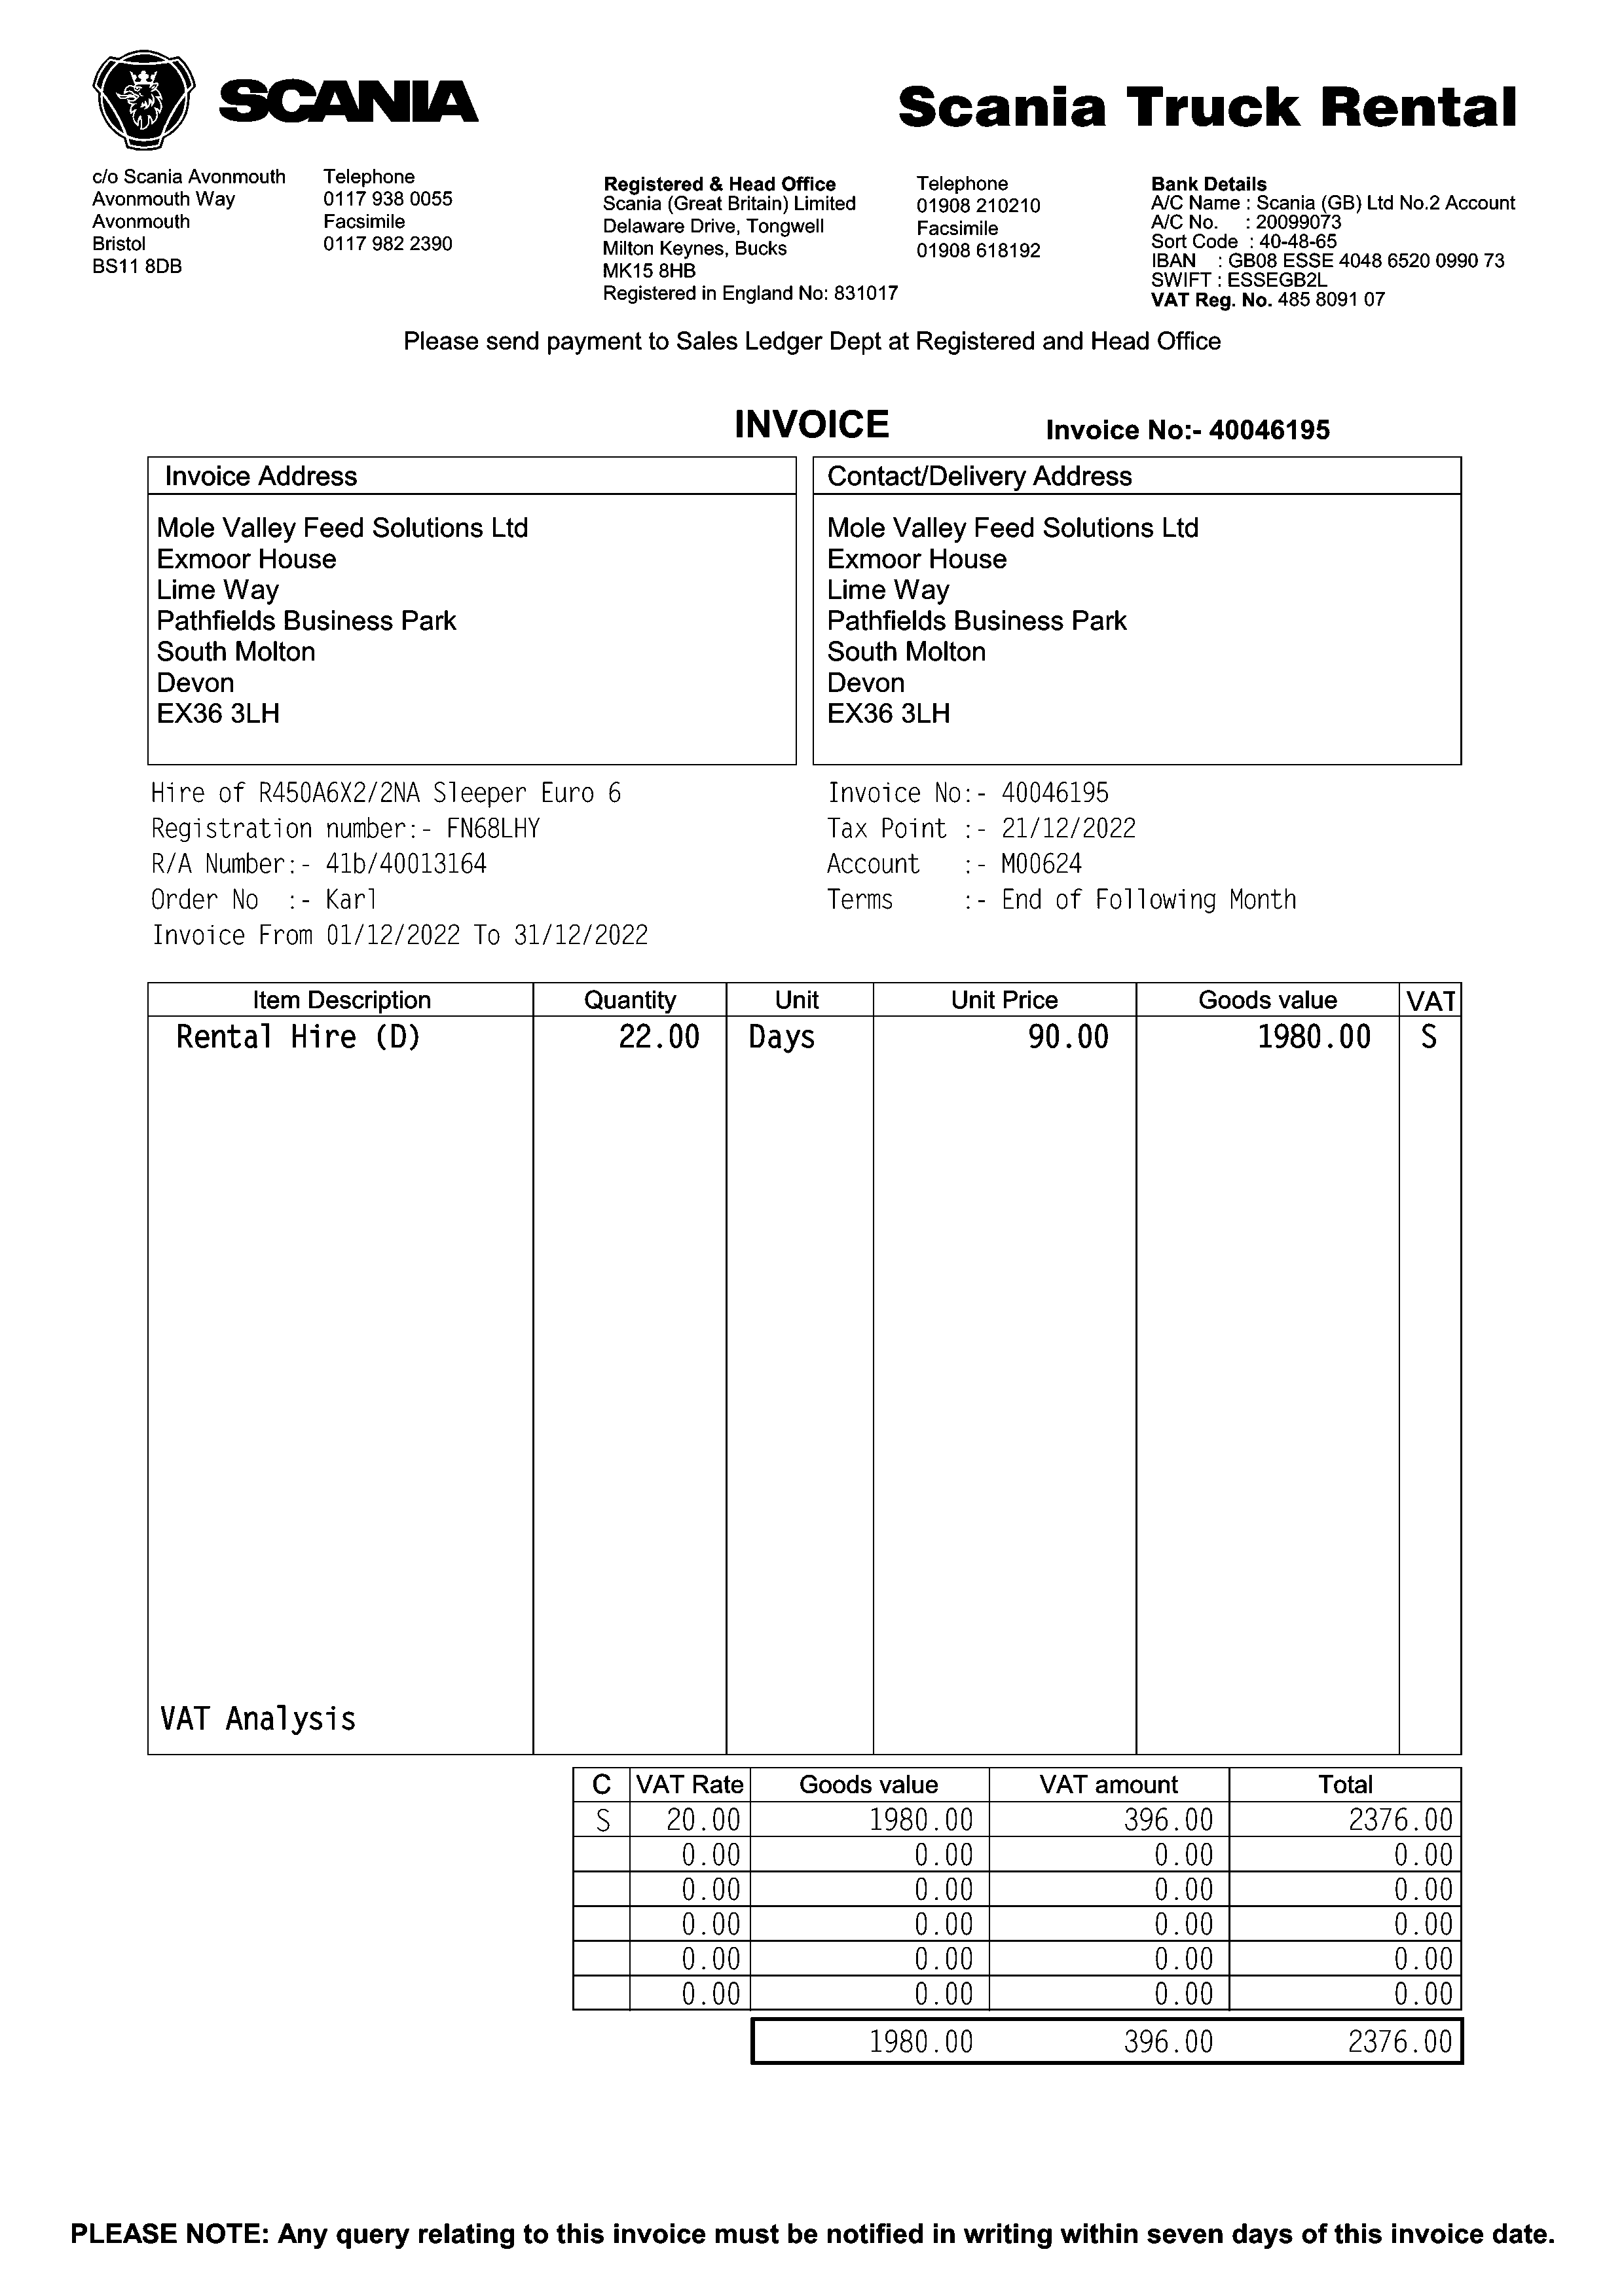 SCANIA
Scania Truck Rental
c/o Scania Avonmouth
Avonmouth Way
Avonmouth
Bristol
BS11 8DB
Telephone
0117 938 0055
Facsimile
0117 982 2390
Registered & Head Office
Scania (Great Britain) Limited
Delaware Drive, Tongwell
Milton Keynes, Bucks
MK15 8HB
Registered in England No: 831017
Telephone
01908 210210
Facsimile
01908 618192
Bank Details
A/C Name : Scania (GB) Ltd No.2 Account
A/C No. : 20099073
Sort Code : 40-48-65
IBAN : GB08 ESSE 4048 6520 0990 73
SWIFT : ESSEGB2L
VAT Reg. No. 485 8091 07
Please send payment to Sales Ledger Dept at Registered and Head Office
INVOICE
Invoice No:- 40046195
Invoice Address
Mole Valley Feed Solutions Ltd
Exmoor House
Lime Way
Pathfields Business Park
South Molton
Devon
EX36 3LH
Contact/Delivery Address
Mole Valley Feed Solutions Ltd
Exmoor House
Lime Way
Pathfields Business Park
South Molton
Devon
EX36 3LH
Hire of R450A6X2/2NA Sleeper Euro 6
Registration number:- FN68LHY
R/A Number:- 41b/40013164
Order No :- Karl
Invoice From 01/12/2022 To 31/12/2022
Invoice No:- 40046195
Tax Point :- 21/12/2022
Account :- M00624
Terms :- End of Following Month
Item Description Quantity Unit Unit Price Goods value VAT
Rental Hire (D) 22.00 Days 90.00 1980.00 S
VAT Analysis
C VAT Rate Goods value VAT amount Total
S 20.00 1980.00 396.00 2376.00
0.00 0.00 0.00 0.00
0.00 0.00 0.00 0.00
0.00 0.00 0.00 0.00
0.00 0.00 0.00 0.00
0.00 0.00 0.00 0.00
1980.00 396.00 2376.00
PLEASE NOTE: Any query relating to this invoice must be notified in writing within seven days of this invoice date.